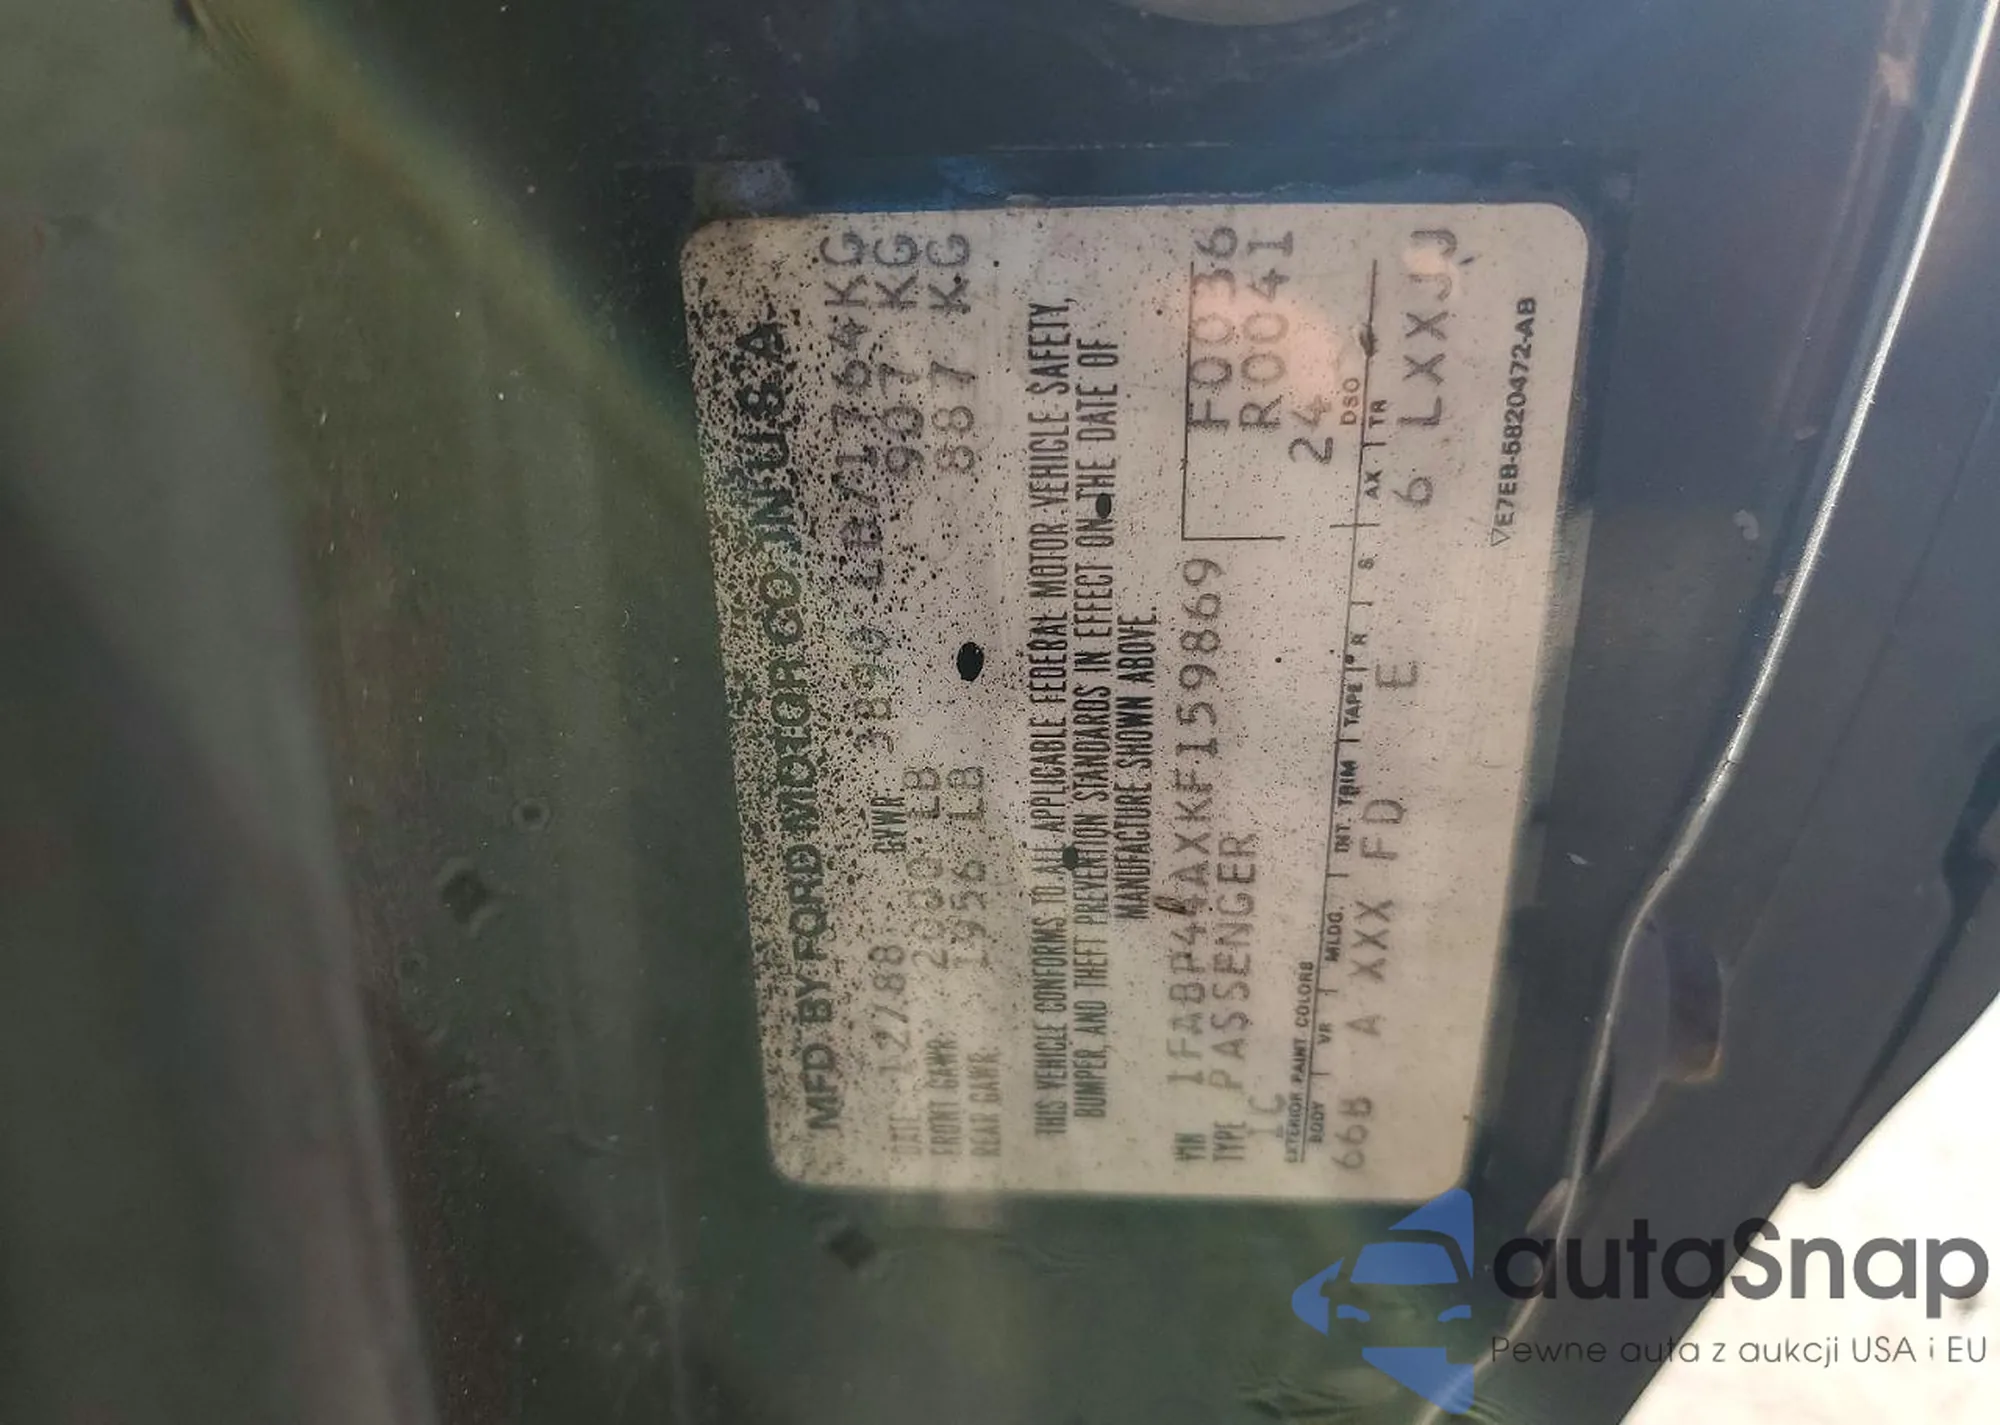 MFD BY FORD MOTOR CO IN U S A
DATE 12/88 GVWR 3890 LB/1764KG
FRONT GAWR: 2000 LB 907 KG
REAR GAWR: 1956 LB 887 KG
THIS VEHICLE CONFORMS TO ALL APPLICABLE FEDERAL MOTOR VEHICLE SAFETY,
BUMPER, AND THEFT PREVENTION STANDARDS IN EFFECT ON THE DATE OF
MANUFACTURE SHOWN ABOVE.
VIN 1FABP44AXKF159869 F0036
TYPE PASSENGER R0041
1C 24
EXTERIOR PAINT COLORS DSO
BODY VR MLDG. INT. TRIM TAPE R S AX TR
66B A XXX FD E 6 LXXJJ
E7EB-5820472-AB
autaSnap
Pewne auta z aukcji USA i EU